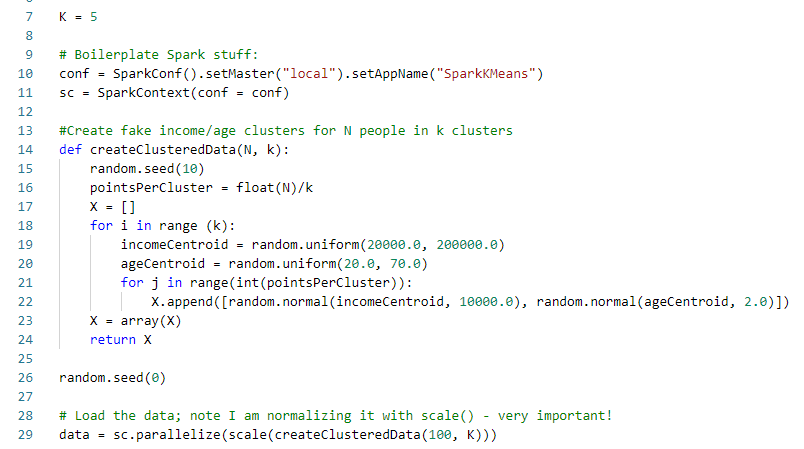 7 K = 5
8
9 # Boilerplate Spark stuff:
10 conf = SparkConf().setMaster("local").setAppName("SparkKMeans")
11 sc = SparkContext(conf = conf)
12
13 #Create fake income/age clusters for N people in k clusters
14 def createClusteredData(N, k):
15     random.seed(10)
16     pointsPerCluster = float(N)/k
17     X = []
18     for i in range (k):
19         incomeCentroid = random.uniform(20000.0, 200000.0)
20         ageCentroid = random.uniform(20.0, 70.0)
21         for j in range(int(pointsPerCluster)):
22             X.append([random.normal(incomeCentroid, 10000.0), random.normal(ageCentroid, 2.0)])
23     X = array(X)
24     return X
25
26 random.seed(0)
27
28 # Load the data; note I am normalizing it with scale() - very important!
29 data = sc.parallelize(scale(createClusteredData(100, K)))